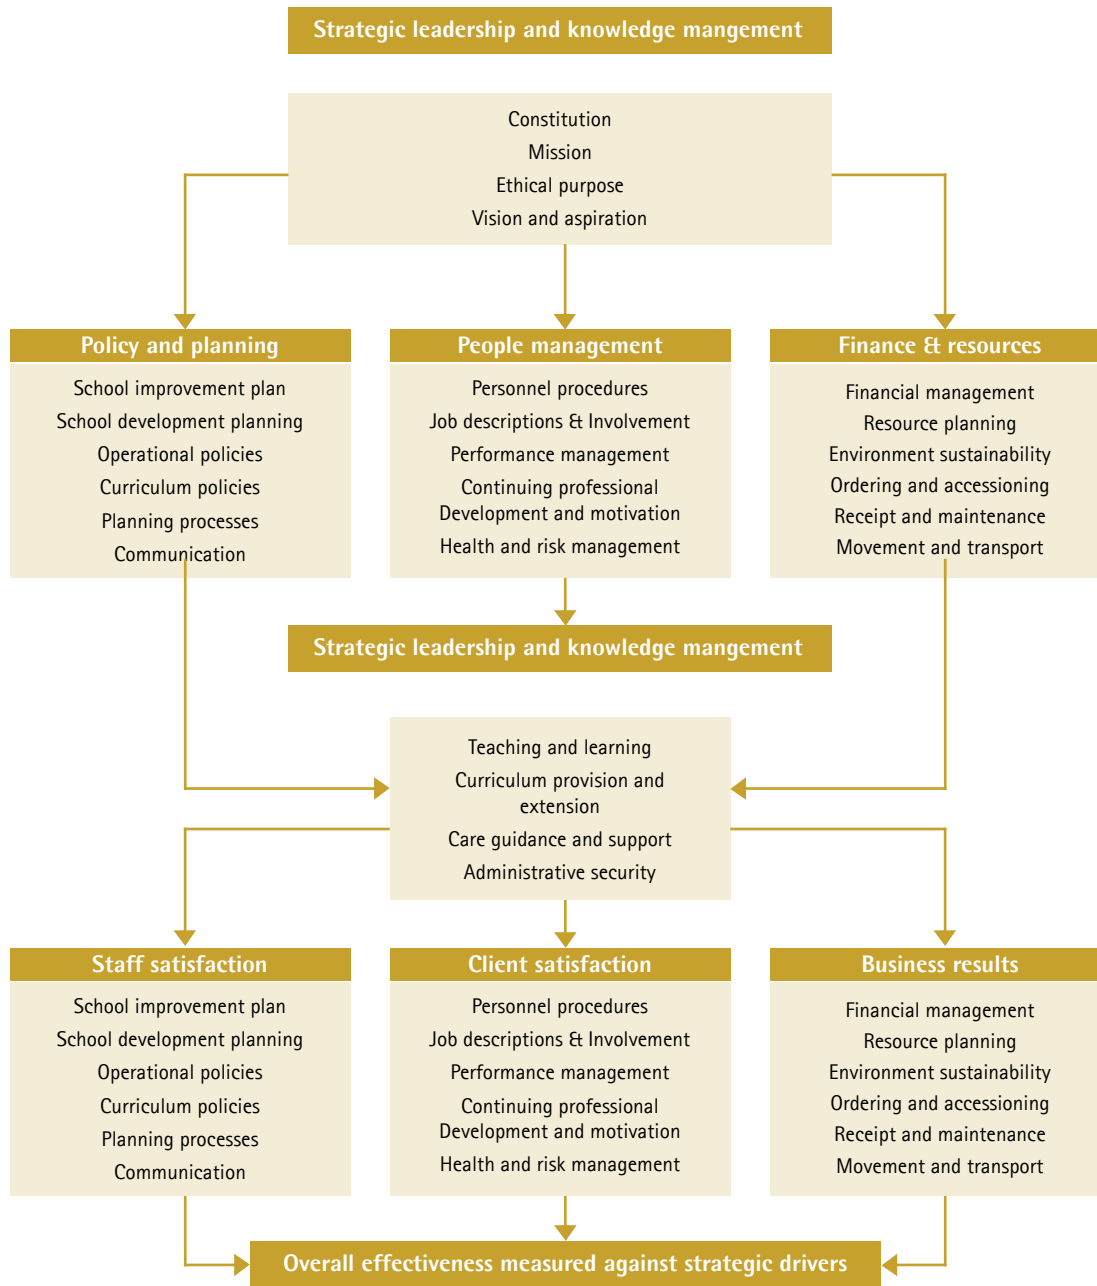 Strategic leadership and knowledge mangement
Constitution
Mission
Ethical purpose
Vision and aspiration
Policy and planning
School improvement plan
School development planning
Operational policies
Curriculum policies
Planning processes
Communication
People management
Personnel procedures
Job descriptions & Involvement
Performance management
Continuing professional
Development and motivation
Health and risk management
Finance & resources
Financial management
Resource planning
Environment sustainability
Ordering and accessioning
Receipt and maintenance
Movement and transport
Strategic leadership and knowledge mangement
Teaching and learning
Curriculum provision and
extension
Care guidance and support
Administrative security
Staff satisfaction
School improvement plan
School development planning
Operational policies
Curriculum policies
Planning processes
Communication
Client satisfaction
Personnel procedures
Job descriptions & Involvement
Performance management
Continuing professional
Development and motivation
Health and risk management
Business results
Financial management
Resource planning
Environment sustainability
Ordering and accessioning
Receipt and maintenance
Movement and transport
Overall effectiveness measured against strategic drivers